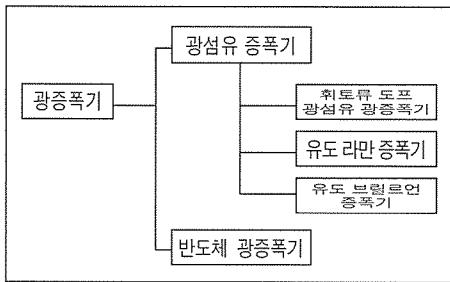 광섬유 증폭기
광증폭기
휘토류 도프
광섬유 광증폭기
유도 라만 증폭기
유도 브릴르언
증폭기
반도체 광증폭기